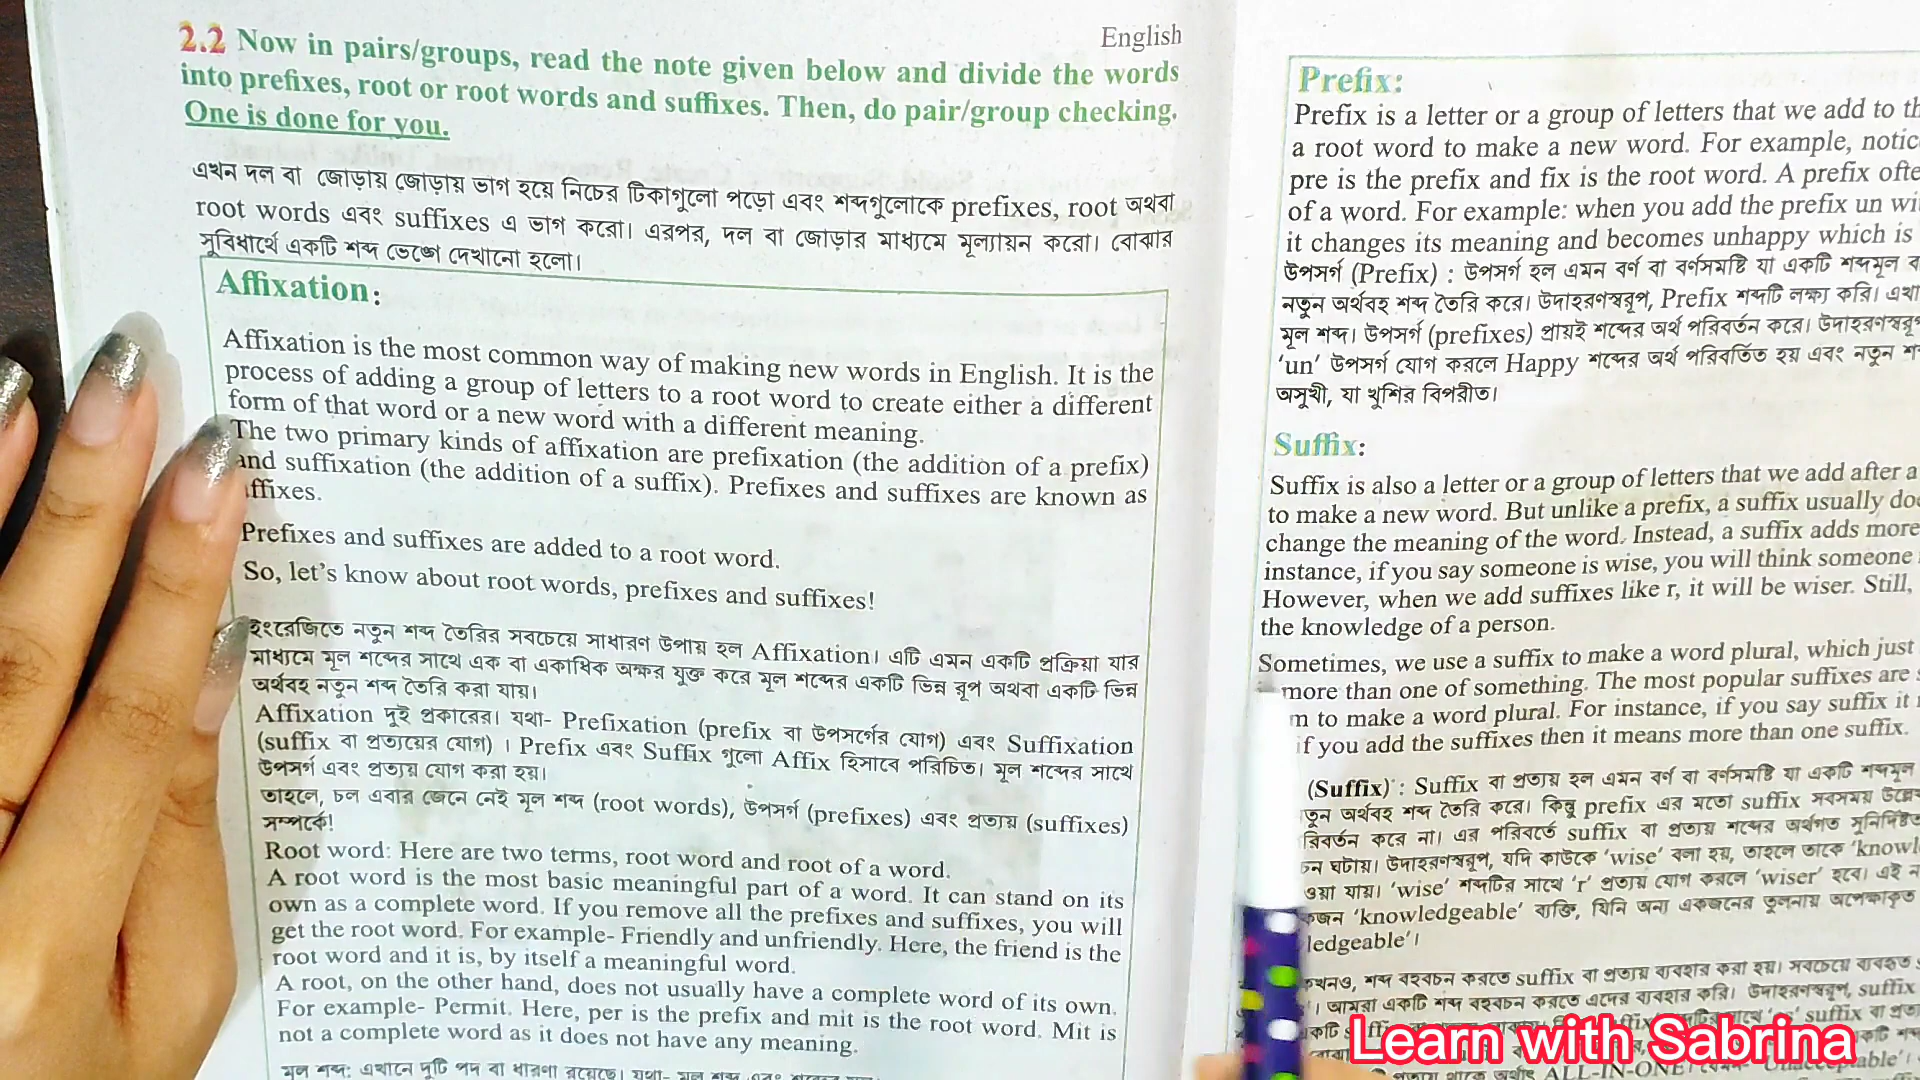 English
2.2 Now in pairs/groups, read the note given below and divide the words
into prefixes, root or root words and suffixes. Then, do pair/group checking.
One is done for you.
এখন দল বা জোড়ায় জোড়ায় ভাগ হয়ে নিচের টিকাগুলো পড়ো এবং শব্দগুলোকে prefixes, root অথবা
root words এবং suffixes এ ভাগ করো। এরপর, দল বা জোড়ার মাধ্যমে মূল্যায়ন করো। বোঝার
সুবিধার্থে একটি শব্দ ভেঙ্গে দেখানো হলো।
Affixation:
Affixation is the most common way of making new words in English. It is the
process of adding a group of letters to a root word to create either a different
form of that word or a new word with a different meaning.
The two primary kinds of affixation are prefixation (the addition of a prefix)
and suffixation (the addition of a suffix). Prefixes and suffixes are known as
ffixes.
Prefixes and suffixes are added to a root word.
So, let's know about root words, prefixes and suffixes!
ইংরেজিতে নতুন শব্দ তৈরির সবচেয়ে সাধারণ উপায় হল Affixation। এটি এমন একটি প্রক্রিয়া যার
মাধ্যমে মূল শব্দের সাথে এক বা একাধিক অক্ষর যুক্ত করে মূল শব্দের একটি ভিন্ন রূপ অথবা একটি ভিন্ন
অর্থবহ নতুন শব্দ তৈরি করা যায়।
Affixation দুই প্রকারের। যথা- Prefixation (prefix বা উপসর্গের যোগ) এবং Suffixation
(suffix বা প্রত্যয়ের যোগ) । Prefix এবং Suffix গুলো Affix হিসাবে পরিচিত। মূল শব্দের সাথে
উপসর্গ এবং প্রত্যয় যোগ করা হয়।
তাহলে, চল এবার জেনে নেই মূল শব্দ (root words), উপসর্গ (prefixes) এবং প্রত্যয় (suffixes)
সম্পর্কে!
Root word: Here are two terms, root word and root of a word.
A root word is the most basic meaningful part of a word. It can stand on its
own as a complete word. If you remove all the prefixes and suffixes, you will
get the root word. For example- Friendly and unfriendly. Here, the friend is the
root word and it is, by itself a meaningful word.
A root, on the other hand, does not usually have a complete word of its own.
For example- Permit. Here, per is the prefix and mit is the root word. Mit is
not a complete word as it does not have any meaning.
মূল শব্দ: এখানে দুটি পদ বা ধারণা রয়েছে। যথা- মূল শব্দ এবং
Prefix:
Prefix is a letter or a group of letters that we add to th
a root word to make a new word. For example, notic
pre is the prefix and fix is the root word. A prefix ofte
of a word. For example: when you add the prefix un wi
it changes its meaning and becomes unhappy which is
উপসর্গ (Prefix) : উপসর্গ হল এমন বর্ণ বা বর্ণসমষ্টি যা একটি শব্দমূল ব
নতুন অর্থবহ শব্দ তৈরি করে। উদাহরণস্বরূপ, Prefix শব্দটি লক্ষ্য করি। এখা
মূল শব্দ। উপসর্গ (prefixes) প্রায়ই শব্দের অর্থ পরিবর্তন করে। উদাহরণস্বরূপ
‘un’ উপসর্গ যোগ করলে Happy শব্দের অর্থ পরিবর্তিত হয় এবং নতুন শ
অসুখী, যা খুশির বিপরীত।
Suffix:
Suffix is also a letter or a group of letters that we add after a
to make a new word. But unlike a prefix, a suffix usually doe
change the meaning of the word. Instead, a suffix adds more
instance, if you say someone is wise, you will think someone
However, when we add suffixes like r, it will be wiser. Still,
the knowledge of a person.
Sometimes, we use a suffix to make a word plural, which just
more than one of something. The most popular suffixes are
m to make a word plural. For instance, if you say suffix it
if you add the suffixes then it means more than one suffix.
(Suffix) : Suffix বা প্রত্যয় হল এমন বর্ণ বা বর্ণসমষ্টি যা একটি শব্দমূল
তুন অর্থবহ শব্দ তৈরি করে। কিন্তু prefix এর মতো suffix সবসময়
রিবর্তন করে না। এর পরিবর্তে suffix বা প্রত্যয় শব্দের অর্থগত সুনির্দিষ্ট
ঘটায়। উদাহরণস্বরূপ, যদি কাউকে ‘wise’ বলা হয়, তাহলে তাকে ‘knowl
ওয়া যায়। ‘wise’ শব্দটির সাথে ‘r’ প্রত্যয় যোগ করলে ‘wiser’ হবে। এই
কজন ‘knowledgeable’ ব্যক্তি, যিনি অন্য একজনের তুলনায় অপেক্ষাকৃত
ledgeable’।
শব্দ বহুবচন করতে suffix বা প্রত্যয় ব্যবহার করা হয়। সবচেয়ে ব্যবহৃত
। আমরা একটি শব্দ বহুবচন করতে এদের ব্যবহার করি। উদাহরণস্বরূপ, suffix
Learn with Sabrina